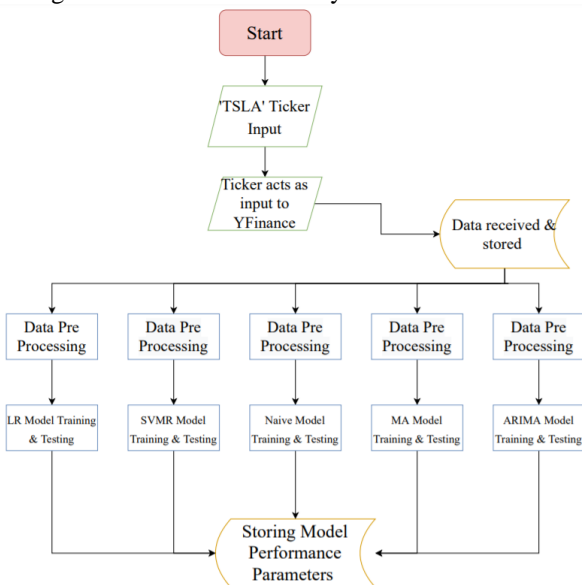 Start
'TSLA' Ticker
Input
Ticker acts as
input to
YFinance
Data received &
stored
Data Pre
Processing
Data Pre
Processing
Data Pre
Processing
Data Pre
Processing
Data Pre
Processing
LR Model Training
& Testing
SVMR Model
Training & Testing
Naive Model
Training & Testing
MA Model
Training & Testing
ARIMA Model
Training & Testing
Storing Model
Performance
Parameters